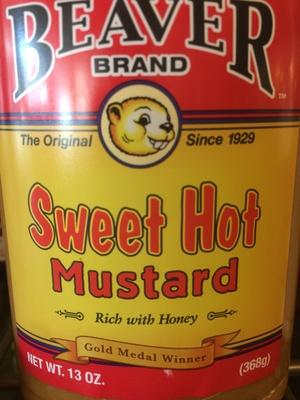 BEAVER
BRAND
TM
The Original Since 1929
Sweet Hot
Mustard
Rich with Honey
Gold Medal Winner
NET WT. 13 OZ. (368g)